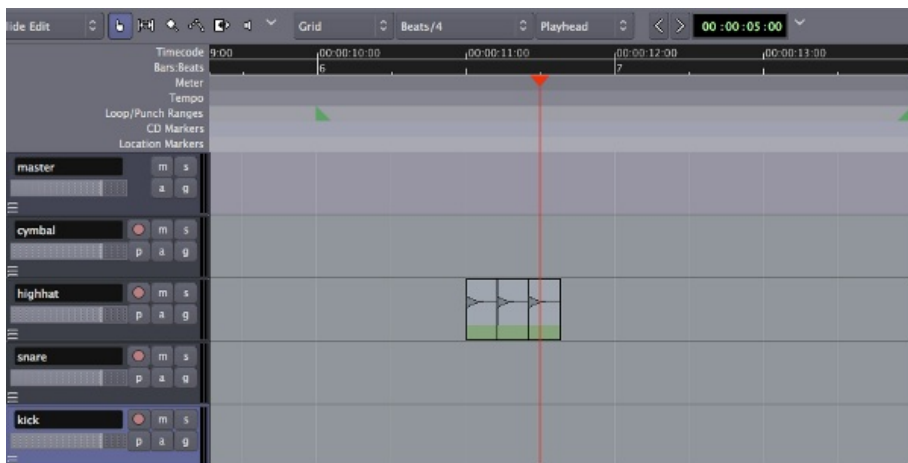 lide Edit Grid Beats/4 Playhead 00:00:05:00
Timecode 9:00 00:00:10:00 00:00:11:00 00:00:12:00 00:00:13:00
Bars:Beats 6 7
Meter
Tempo
Loop/Punch Ranges
CD Markers
Location Markers
master m s
a g
cymbal m s
p a g
highhat m s
p a g
snare m s
p a g
kick m s
p a g